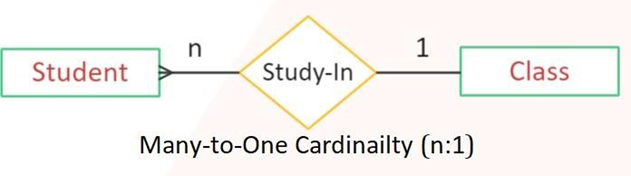 n
1
Student
Study-In
Class
Many-to-One Cardinailty (n:1)